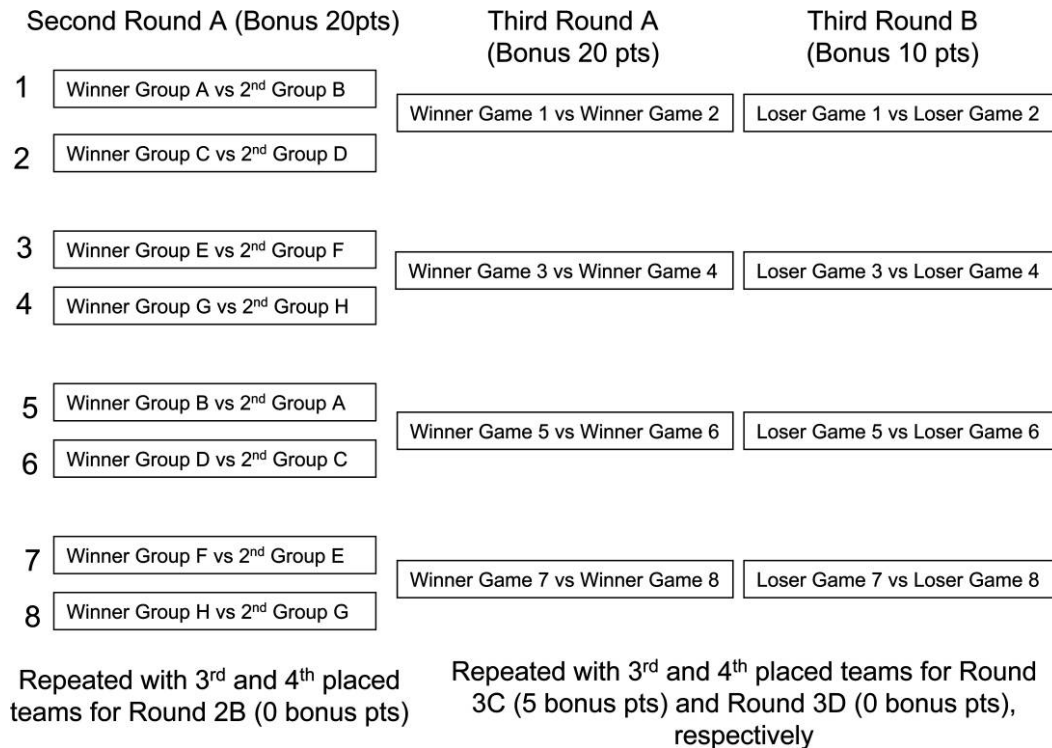 Second Round A (Bonus 20pts)
Third Round A
(Bonus 20 pts)
Third Round B
(Bonus 10 pts)
1
Winner Group A vs 2nd Group B
2
Winner Group C vs 2nd Group D
Winner Game 1 vs Winner Game 2
Loser Game 1 vs Loser Game 2
3
Winner Group E vs 2nd Group F
4
Winner Group G vs 2nd Group H
Winner Game 3 vs Winner Game 4
Loser Game 3 vs Loser Game 4
5
Winner Group B vs 2nd Group A
6
Winner Group D vs 2nd Group C
Winner Game 5 vs Winner Game 6
Loser Game 5 vs Loser Game 6
7
Winner Group F vs 2nd Group E
8
Winner Group H vs 2nd Group G
Winner Game 7 vs Winner Game 8
Loser Game 7 vs Loser Game 8
Repeated with 3rd and 4th placed
teams for Round 2B (0 bonus pts)
Repeated with 3rd and 4th placed teams for Round
3C (5 bonus pts) and Round 3D (0 bonus pts),
respectively